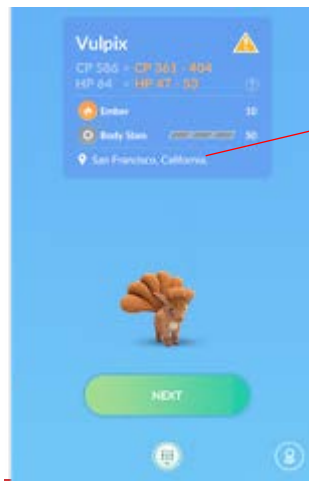 Vulpix
CP 586 > CP 361 - 404
HP 64 > HP 47 - 53
Ember 10
Body Slam 50
San Francisco, California,
NEXT